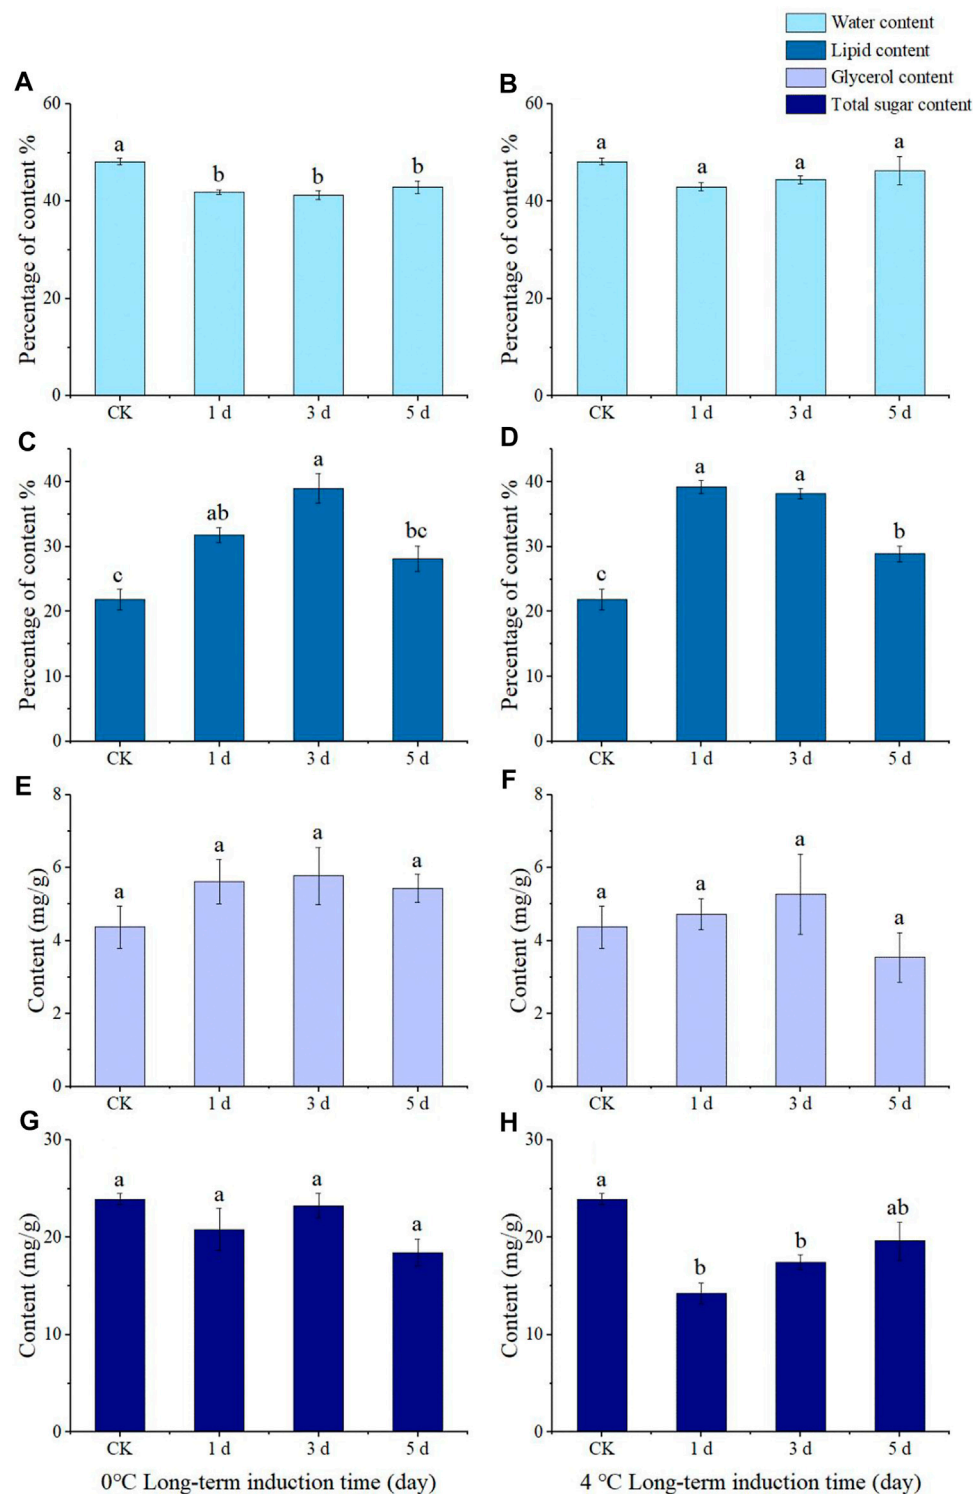 Water content
Lipid content
Glycerol content
Total sugar content
A
Percentage of content %
60
40
20
0
a
b
b
b
CK
1 d
3 d
5 d
B
Percentage of content %
60
40
20
0
a
a
a
a
CK
1 d
3 d
5 d
C
Percentage of content %
40
30
20
10
0
c
ab
a
bc
CK
1 d
3 d
5 d
D
Percentage of content %
40
30
20
10
0
c
a
a
b
CK
1 d
3 d
5 d
E
Content (mg/g)
8
6
4
2
0
a
a
a
a
CK
1 d
3 d
5 d
F
Content (mg/g)
8
6
4
2
0
a
a
a
a
CK
1 d
3 d
5 d
G
Content (mg/g)
30
20
10
0
a
a
a
a
CK
1 d
3 d
5 d
0℃ Long-term induction time (day)
H
Content (mg/g)
30
20
10
0
a
b
b
ab
CK
1 d
3 d
5 d
4 ℃ Long-term induction time (day)